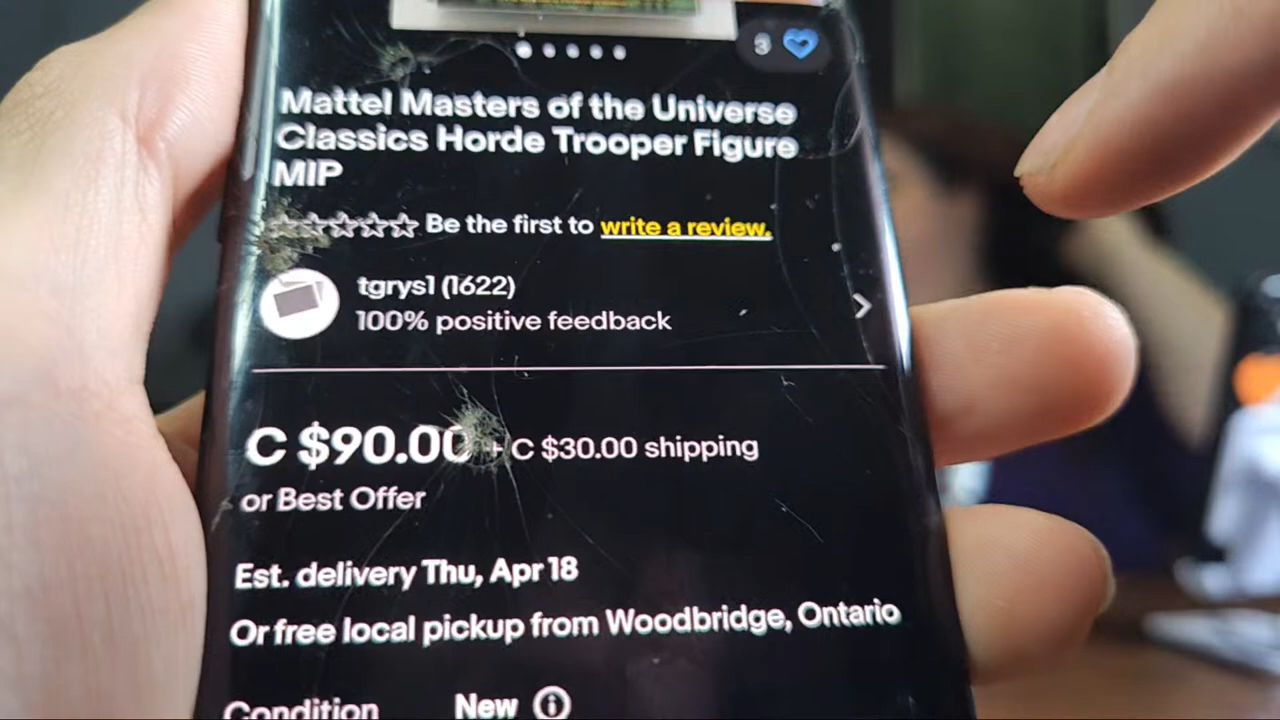 3
Mattel Masters of the Universe
Classics Horde Trooper Figure
MIP
Be the first to write a review.
tgrys1 (1622)
100% positive feedback
C $90.00 + C $30.00 shipping
or Best Offer
Est. delivery Thu, Apr 18
Or free local pickup from Woodbridge, Ontario
Condition New